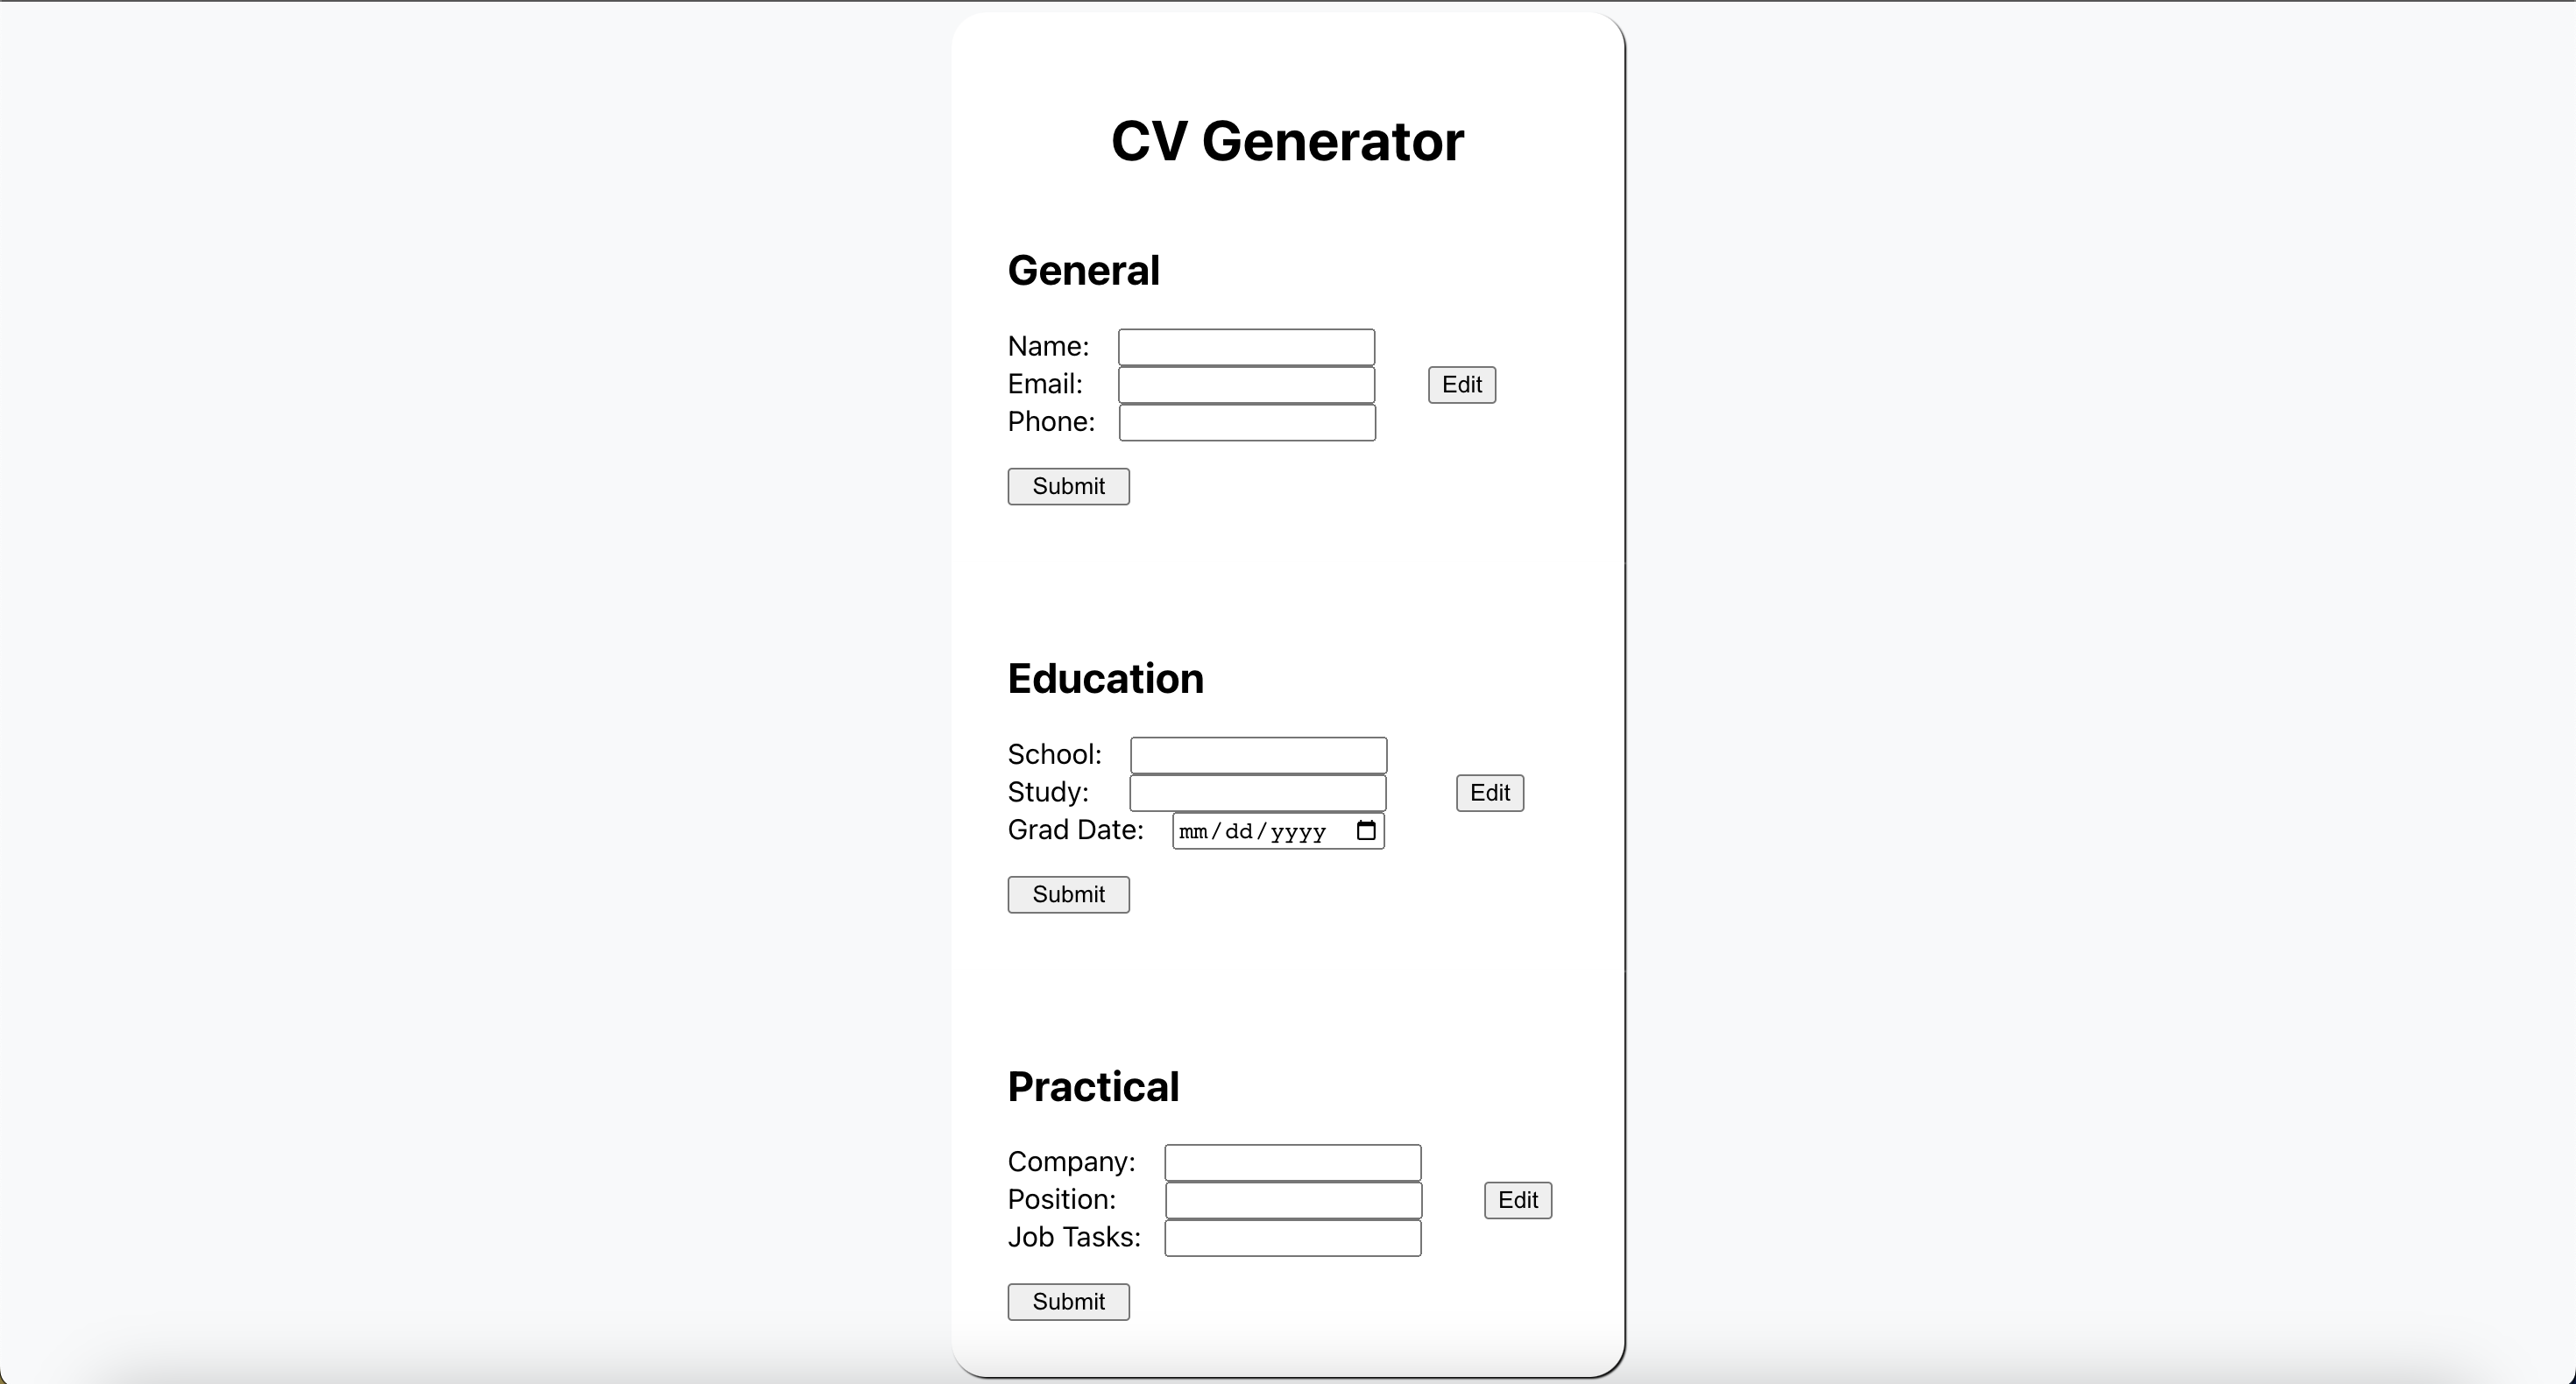 CV Generator
General
Name:
Email: Edit
Phone:
Submit
Education
School:
Study: Edit
Grad Date: mm/dd/yyyy
Submit
Practical
Company:
Position: Edit
Job Tasks:
Submit